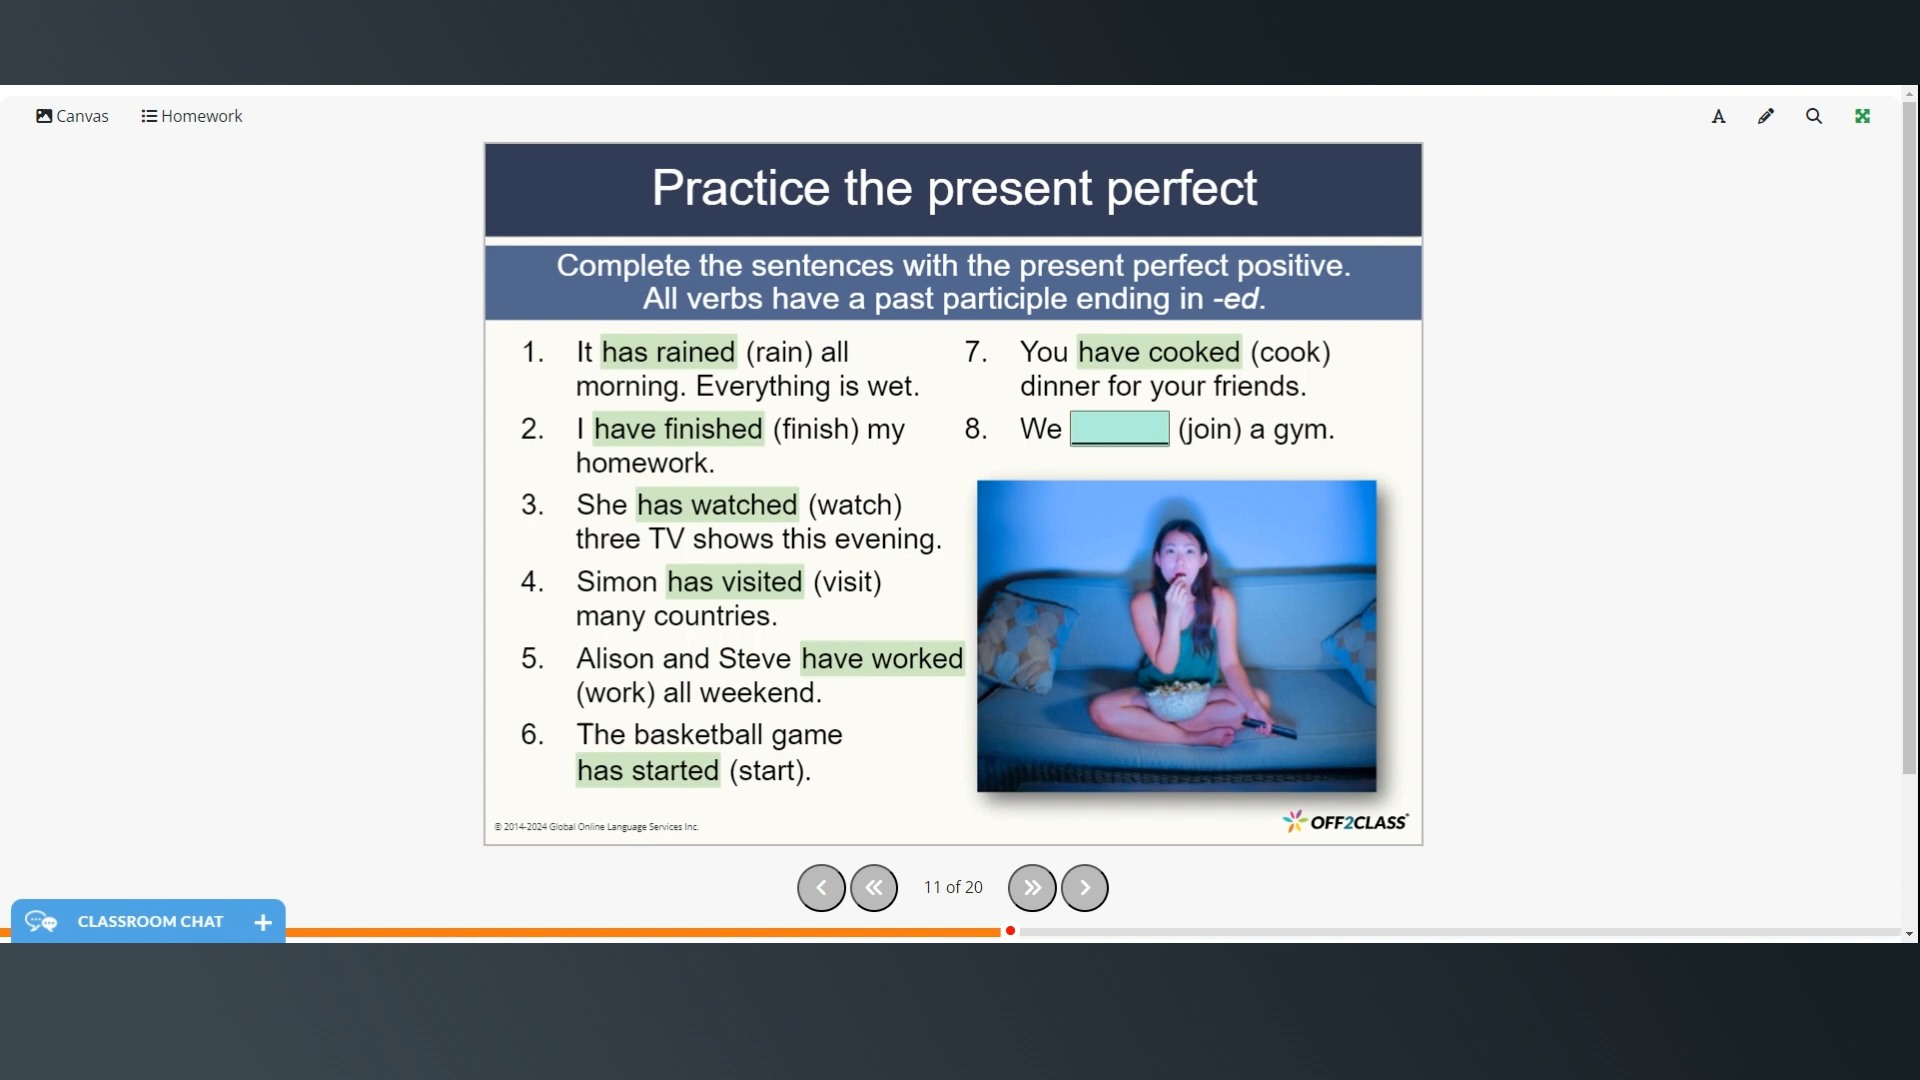 Canvas
Homework
A
Practice the present perfect
Complete the sentences with the present perfect positive.
All verbs have a past participle ending in -ed.
1. It has rained (rain) all
morning. Everything is wet.
2. I have finished (finish) my
homework.
3. She has watched (watch)
three TV shows this evening.
4. Simon has visited (visit)
many countries.
5. Alison and Steve have worked
(work) all weekend.
6. The basketball game
has started (start).
7. You have cooked (cook)
dinner for your friends.
8. We ______ (join) a gym.
© 2014-2024 Global Online Language Services Inc.
OFF2CLASS
11 of 20
CLASSROOM CHAT +